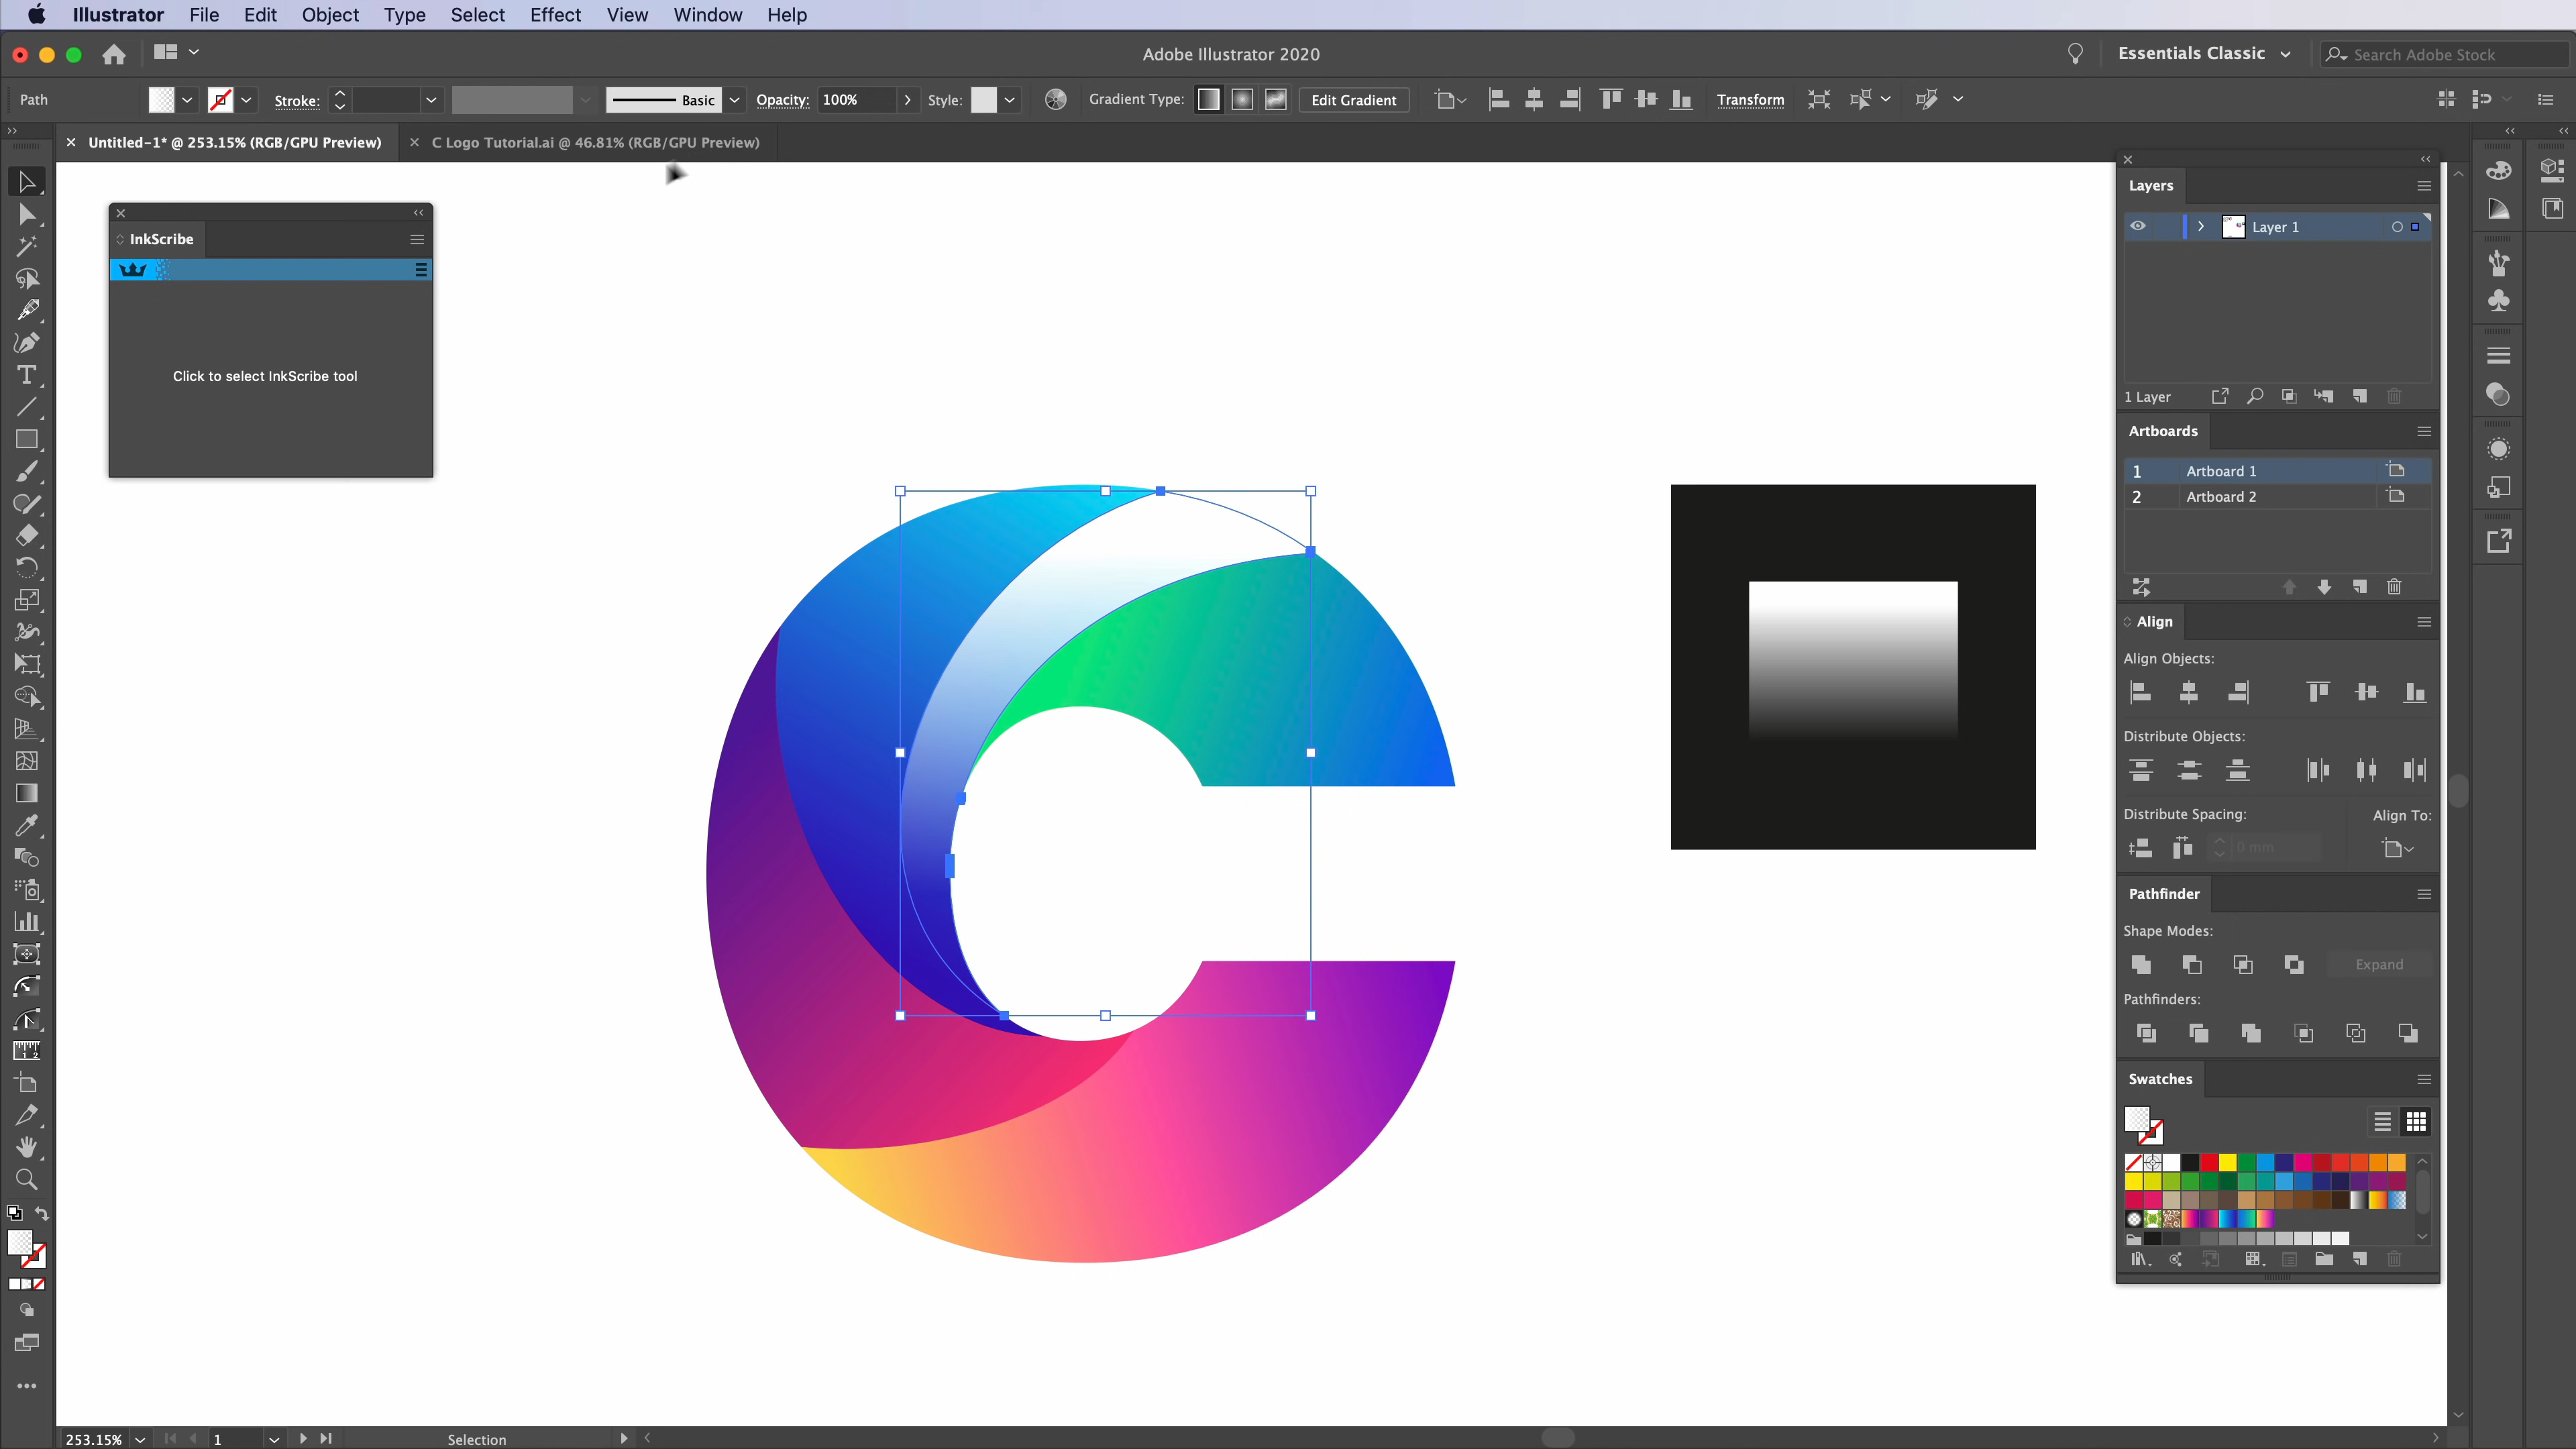 Illustrator File Edit Object Type Select Effect View Window Help
Adobe Illustrator 2020
Essentials Classic
Search Adobe Stock
Path
Stroke:
Basic
Opacity: 100%
Style:
Gradient Type:
Edit Gradient
Transform
Untitled-1* @ 253.15% (RGB/GPU Preview)
C Logo Tutorial.ai @ 46.81% (RGB/GPU Preview)
InkScribe
Click to select InkScribe tool
Layers
Layer 1
1 Layer
Artboards
1 Artboard 1
2 Artboard 2
Align
Align Objects:
Distribute Objects:
Distribute Spacing:
Align To:
0 mm
Pathfinder
Shape Modes:
Expand
Pathfinders:
Swatches
253.15%
1
Selection